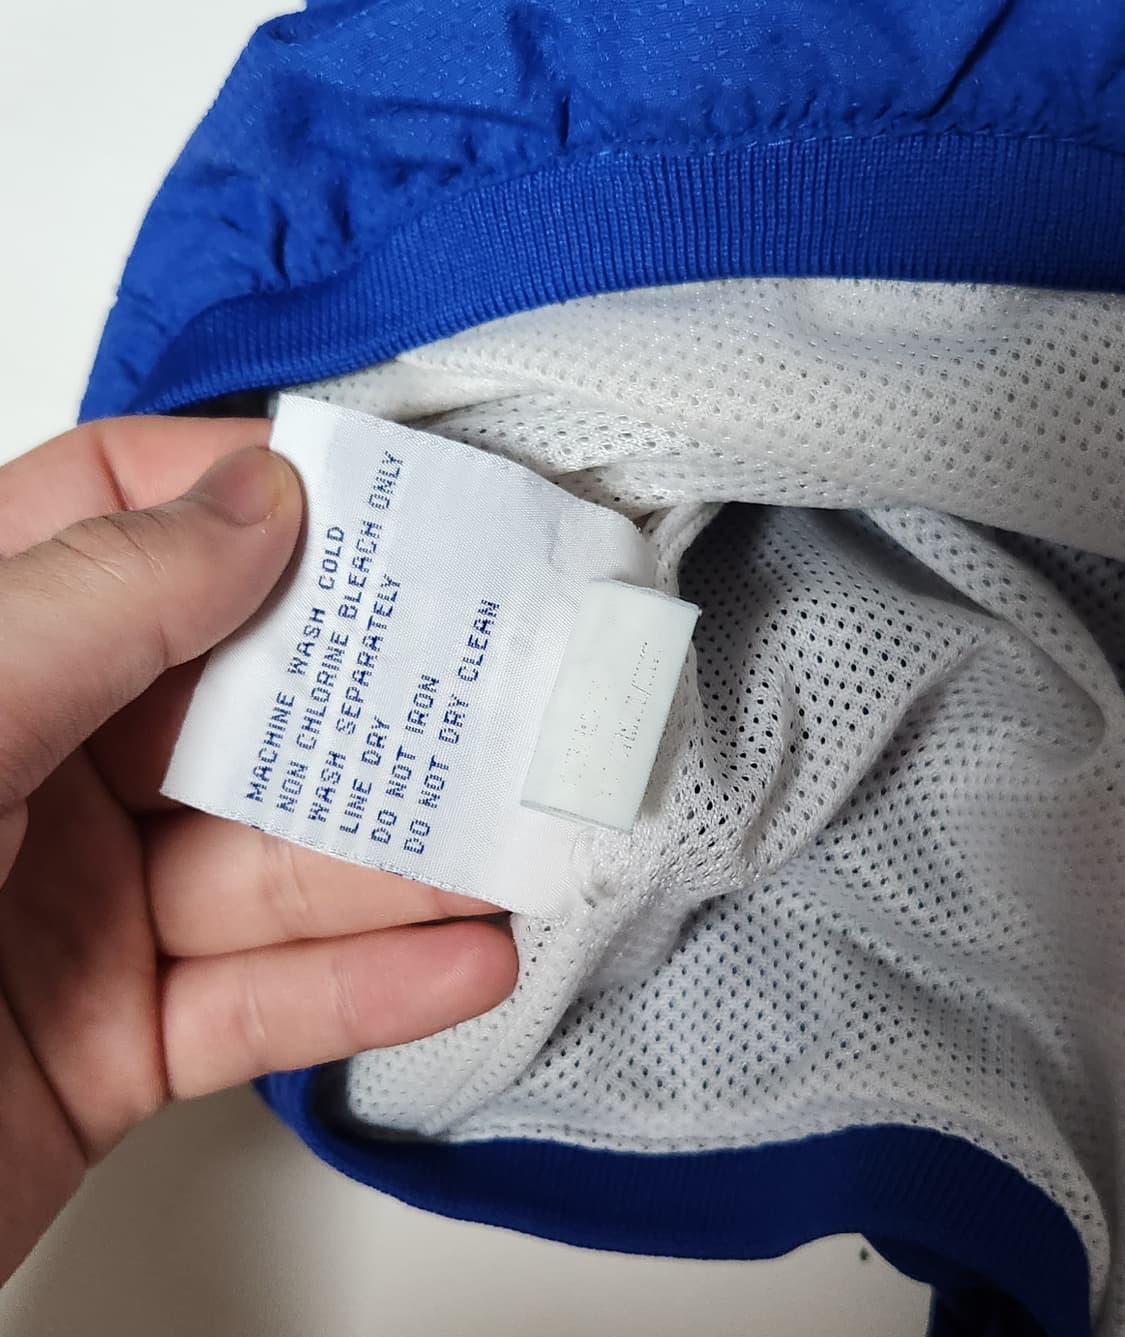 MACHINE WASH COLD
NON CHLORINE BLEACH ONLY
WASH SEPARATELY
LINE DRY
DO NOT IRON
DO NOT DRY CLEAN